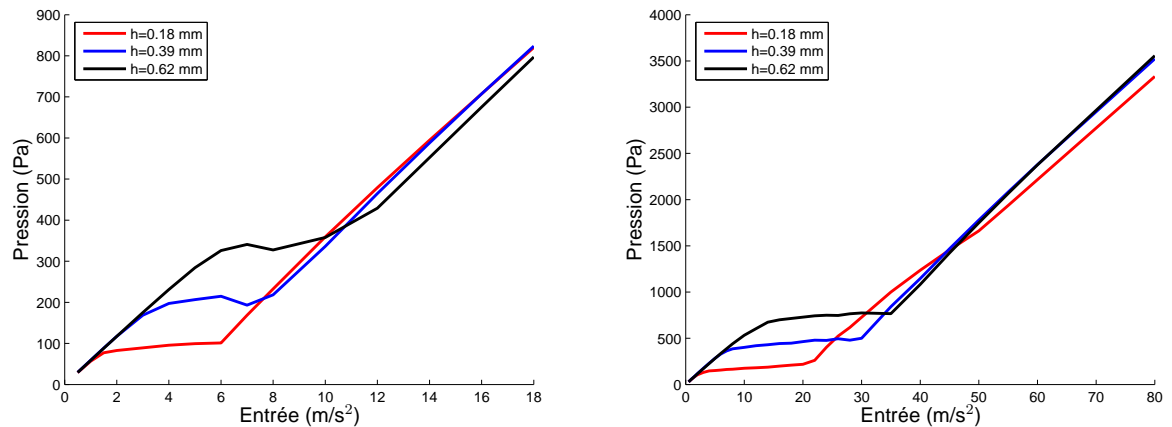 900
800
700
600
500
400
300
200
100
0
Pression (Pa)
h=0.18 mm
h=0.39 mm
h=0.62 mm
0 2 4 6 8 10 12 14 16 18
Entrée (m/s²)
4000
3500
3000
2500
2000
1500
1000
500
0
Pression (Pa)
h=0.18 mm
h=0.39 mm
h=0.62 mm
0 10 20 30 40 50 60 70 80
Entrée (m/s²)